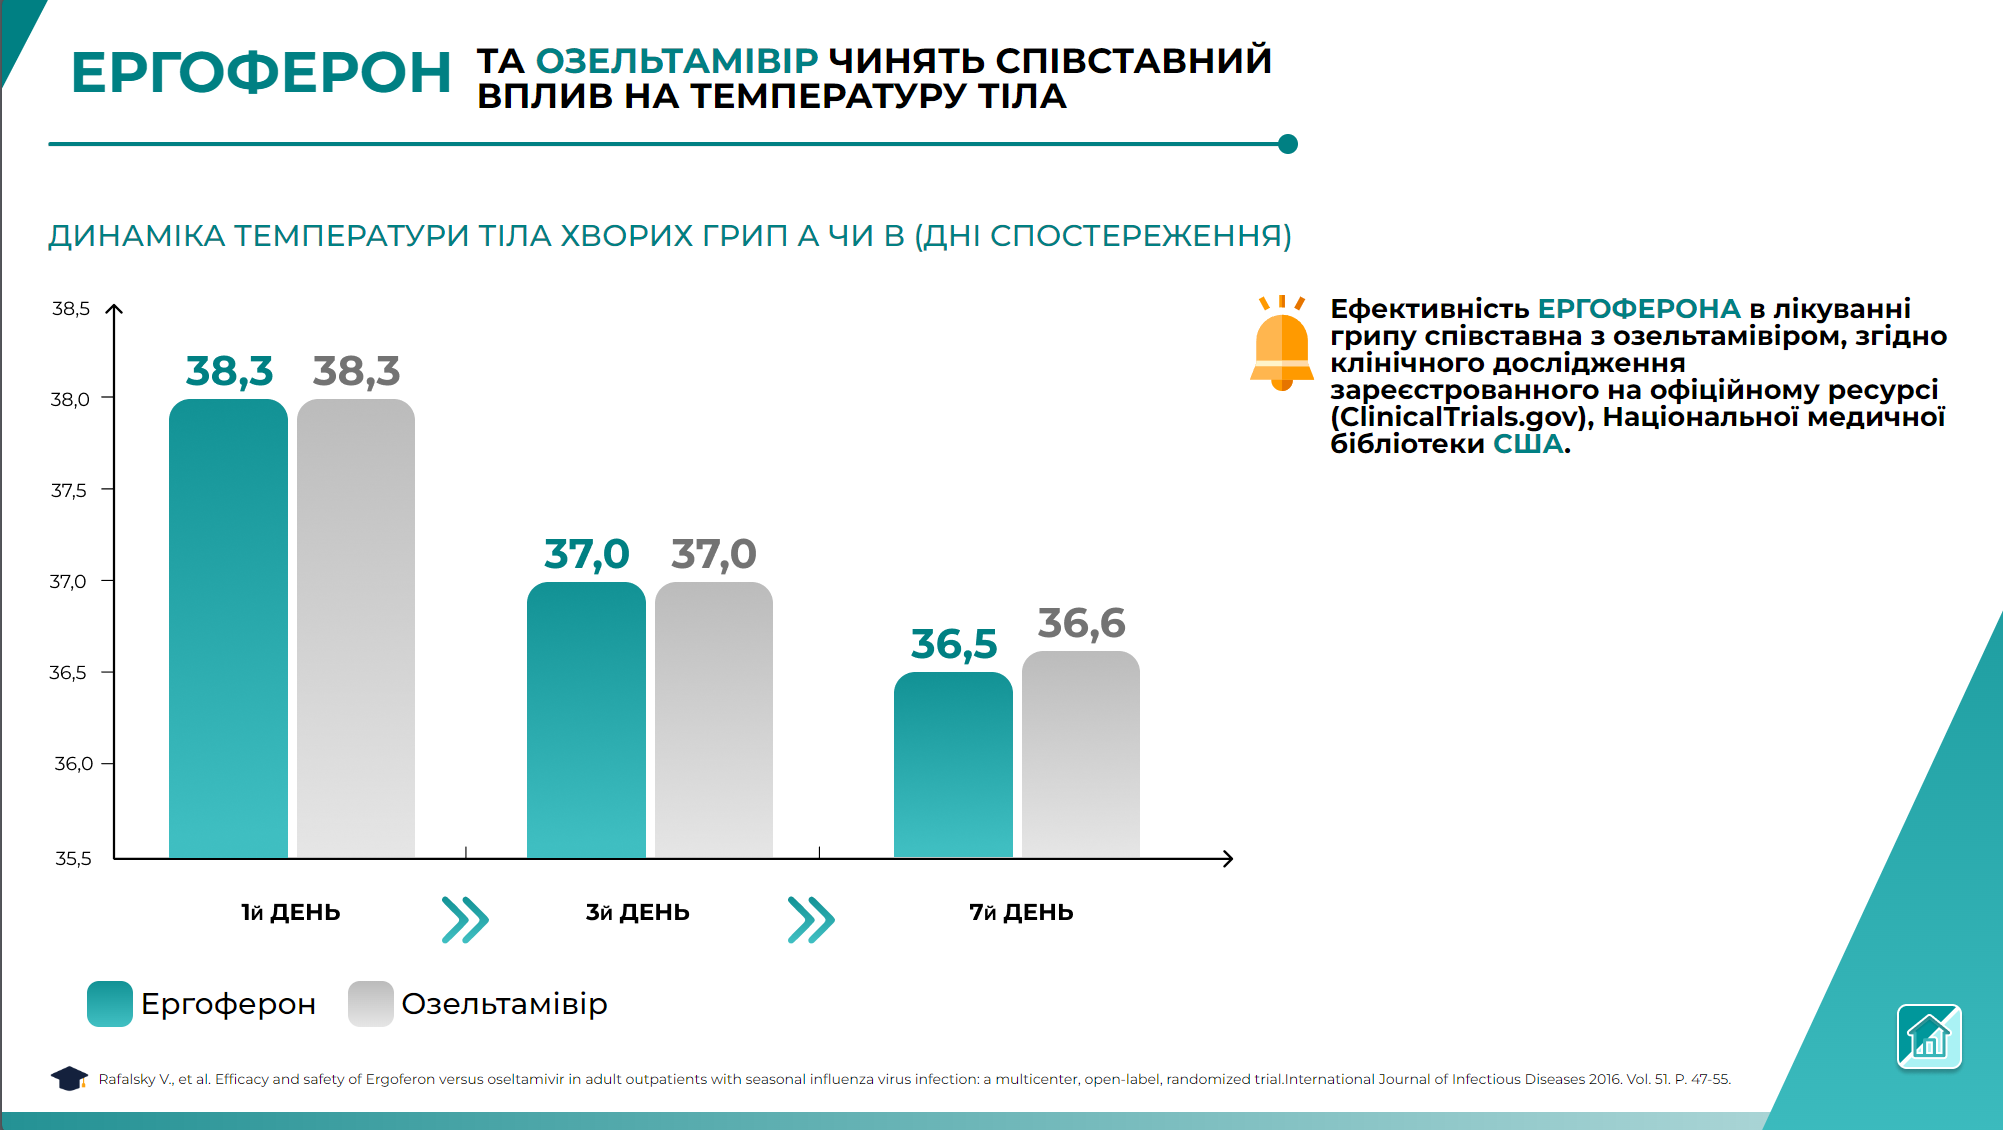 ЕРГОФЕРОН
ТА ОЗЕЛЬТАМІВІР ЧИНЯТЬ СПІВСТАВНИЙ
ВПЛИВ НА ТЕМПЕРАТУРУ ТІЛА
ДИНАМІКА ТЕМПЕРАТУРИ ТІЛА ХВОРИХ ГРИП А ЧИ В (ДНІ СПОСТЕРЕЖЕННЯ)
38,5
38,0
37,5
37,0
36,5
36,0
35,5
38,3
38,3
37,0
37,0
36,5
36,6
1й ДЕНЬ
3й ДЕНЬ
7й ДЕНЬ
Ергоферон
Озельтамівір
Ефективність ЕРГОФЕРОНА в лікуванні
грипу співставна з озельтамівіром, згідно
клінічного дослідження
зареєстрованного на офіційному ресурсі
(ClinicalTrials.gov), Національної медичної
бібліотеки США.
Rafalsky V., et al. Efficacy and safety of Ergoferon versus oseltamivir in adult outpatients with seasonal influenza virus infection: a multicenter, open-label, randomized trial.International Journal of Infectious Diseases 2016. Vol. 51. P. 47-55.